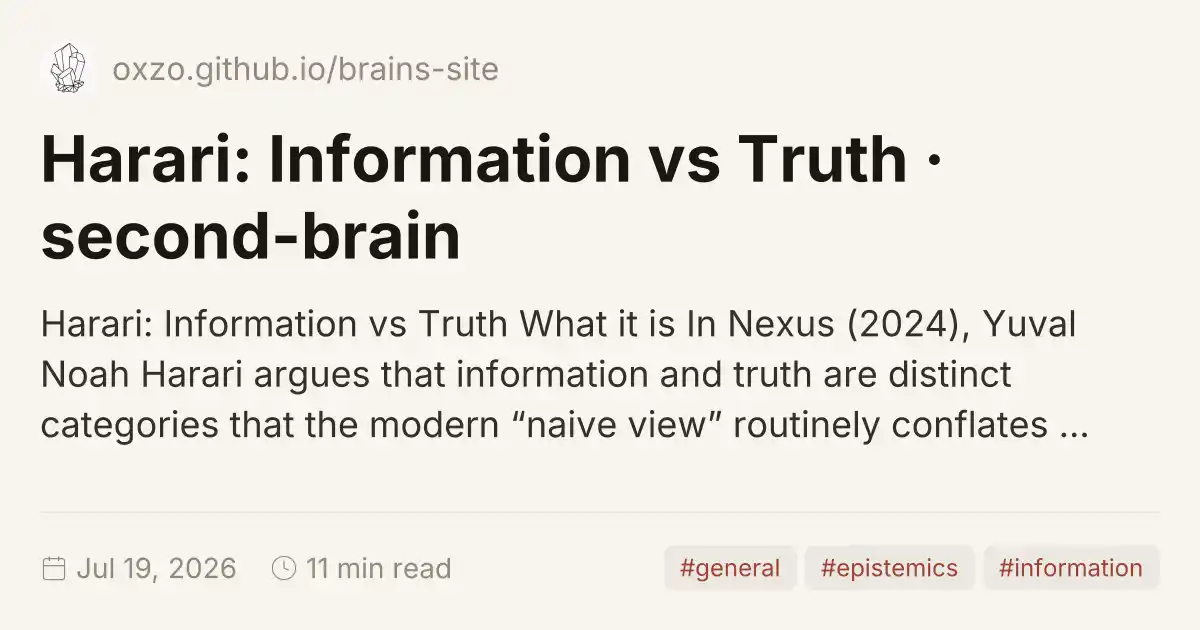 oxzo.github.io/brains-site
Harari: Information vs Truth ·
second-brain
Harari: Information vs Truth What it is In Nexus (2024), Yuval
Noah Harari argues that information and truth are distinct
categories that the modern “naive view” routinely conflates ...
Jul 19, 2026 11 min read #general #epistemics #information